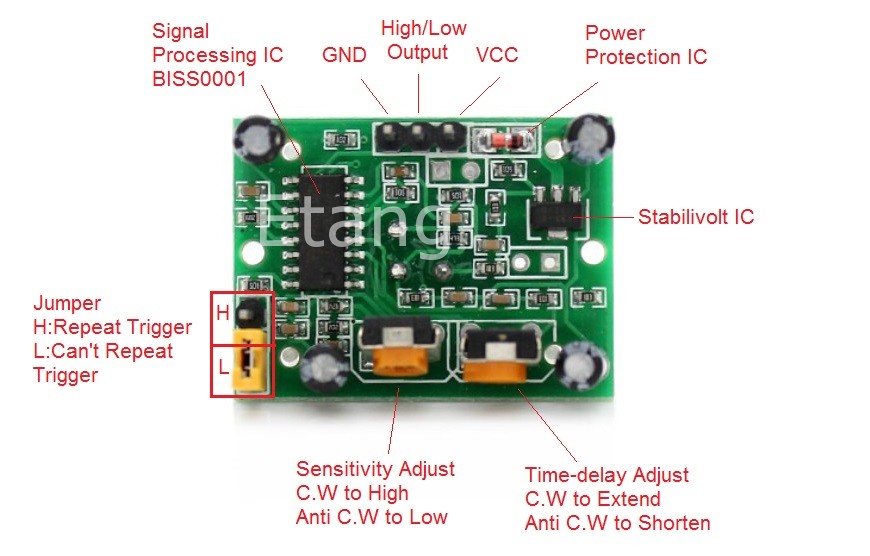 Signal
Processing IC
BISS0001
High/Low
Output
GND
VCC
Power
Protection IC
Etang
Stabilivolt IC
Jumper
H:Repeat Trigger
L:Can't Repeat
Trigger
H
L
Sensitivity Adjust
C.W to High
Anti C.W to Low
Time-delay Adjust
C.W to Extend
Anti C.W to Shorten